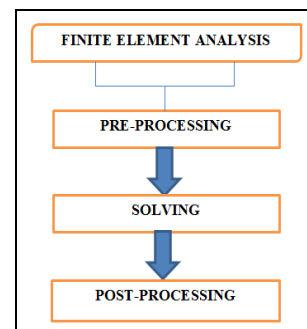 FINITE ELEMENT ANALYSIS
PRE-PROCESSING
SOLVING
POST-PROCESSING